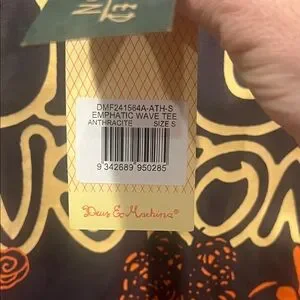 DMF241564A-ATH-S
EMPHATIC WAVE TEE
ANTHRACITE SIZE S
9 342689 950285
Deus Ex Machina®